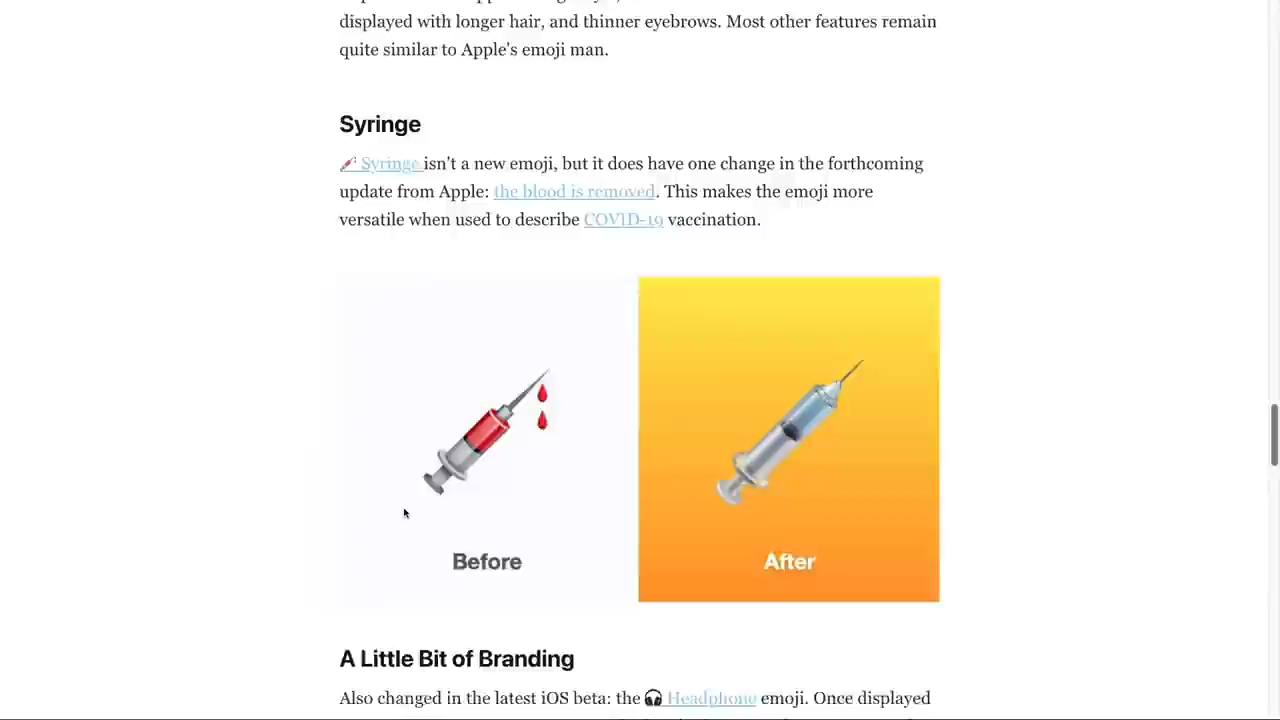 displayed with longer hair, and thinner eyebrows. Most other features remain
quite similar to Apple's emoji man.
Syringe
💉 Syringe isn't a new emoji, but it does have one change in the forthcoming
update from Apple: the blood is removed. This makes the emoji more
versatile when used to describe COVID-19 vaccination.
Before
After
A Little Bit of Branding
Also changed in the latest iOS beta: the 🎧 Headphone emoji. Once displayed